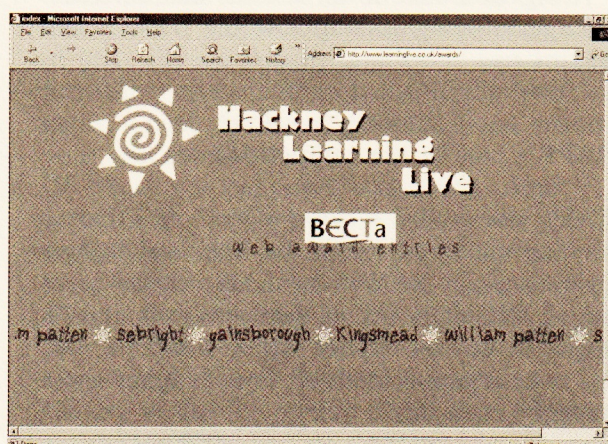 index - Microsoft Internet Explorer
File Edit View Favorites Tools Help
Back Stop Refresh Home Search Favorites History » Address http://www.learninglive.co.uk/awards/
Hackney
Learning
Live
BECTa
web award entries
.m patten sebright gainsborough Kingsmead william patten s